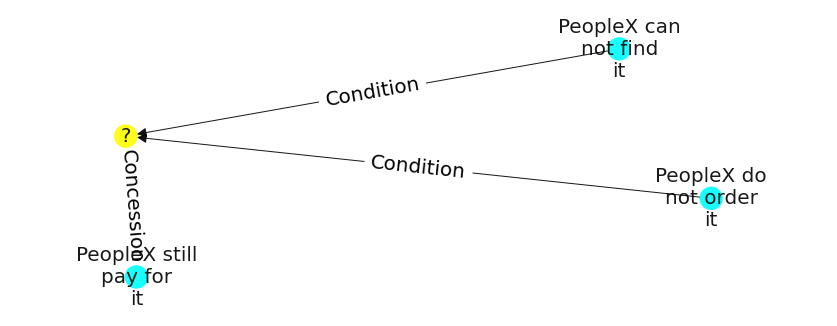 PeopleX can
not find
it
Condition
?
Condition
PeopleX do
not order
it
Concession
PeopleX still
pay for
it